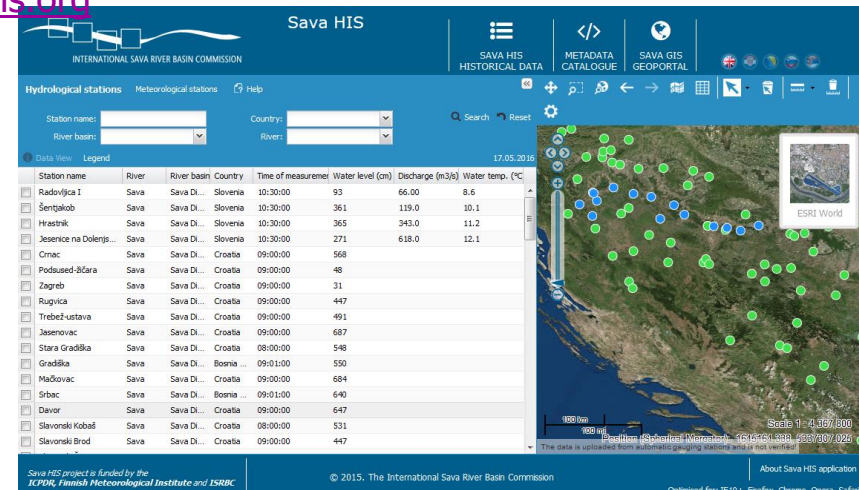 is.org
Sava HIS
INTERNATIONAL SAVA RIVER BASIN COMMISSION
SAVA HIS
HISTORICAL DATA
</>
METADATA
CATALOGUE
SAVA GIS
GEOPORTAL
Hydrological stations Meteorological stations Help
Station name: Country: Search Reset
River basin: River:
Data View Legend 17.05.2016
Station name River River basin Country Time of measuremen Water level (cm) Discharge (m3/s) Water temp. (°C
Radovljica I Sava Sava Di... Slovenia 10:30:00 93 66.00 8.6
Šentjakob Sava Sava Di... Slovenia 10:30:00 361 119.0 10.1
Hrastnik Sava Sava Di... Slovenia 10:30:00 365 343.0 11.2
Jesenice na Dolenjs... Sava Sava Di... Slovenia 10:30:00 271 618.0 12.1
Crnac Sava Sava Di... Croatia 09:00:00 568
Podsused-žičara Sava Sava Di... Croatia 09:00:00 48
Zagreb Sava Sava Di... Croatia 09:00:00 31
Rugvica Sava Sava Di... Croatia 09:00:00 447
Trebež-ustava Sava Sava Di... Croatia 09:00:00 491
Jasenovac Sava Sava Di... Croatia 09:00:00 687
Stara Gradiška Sava Sava Di... Croatia 08:00:00 548
Gradiška Sava Sava Di... Bosnia ... 09:01:00 550
Mačkovac Sava Sava Di... Croatia 09:00:00 684
Srbac Sava Sava Di... Bosnia ... 09:01:00 640
Davor Sava Sava Di... Croatia 09:00:00 647
Slavonski Kobaš Sava Sava Di... Croatia 08:00:00 531
Slavonski Brod Sava Sava Di... Croatia 09:00:00 447
ESRI World
100 km
100 mi
Scale 1 : 4,367,800
Position (Spherical Mercator):
The data is uploaded from automatic gauging stations and is not verified!
Sava HIS project is funded by the
ICPDR, Finnish Meteorological Institute and ISRBC
© 2015. The International Sava River Basin Commission
About Sava HIS application
Firefox, Chrome, Opera, Safari